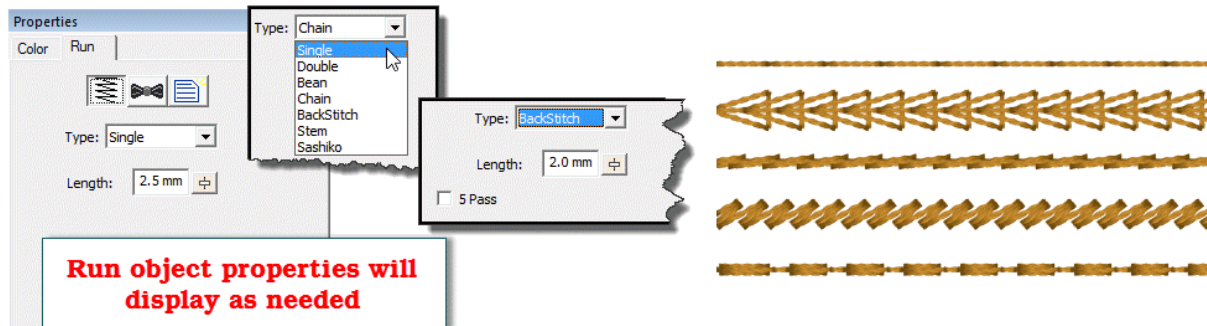 Properties
Color Run
Type: Single
Length: 2.5 mm
Type: Chain
Single
Double
Bean
Chain
BackStitch
Stem
Sashiko
Type: BackStitch
Length: 2.0 mm
5 Pass
Run object properties will
display as needed